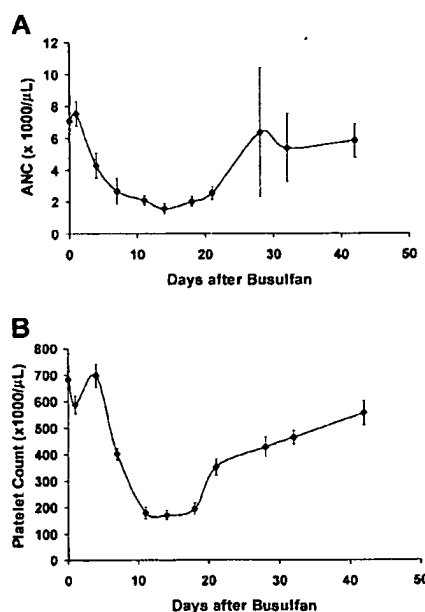 A
12
10
8
6
4
2
0
ANC (x 1000/µL)
0 10 20 30 40 50
Days after Busulfan
B
800
700
600
500
400
300
200
100
0
Platelet Count (x1000/µL)
0 10 20 30 40 50
Days after Busulfan